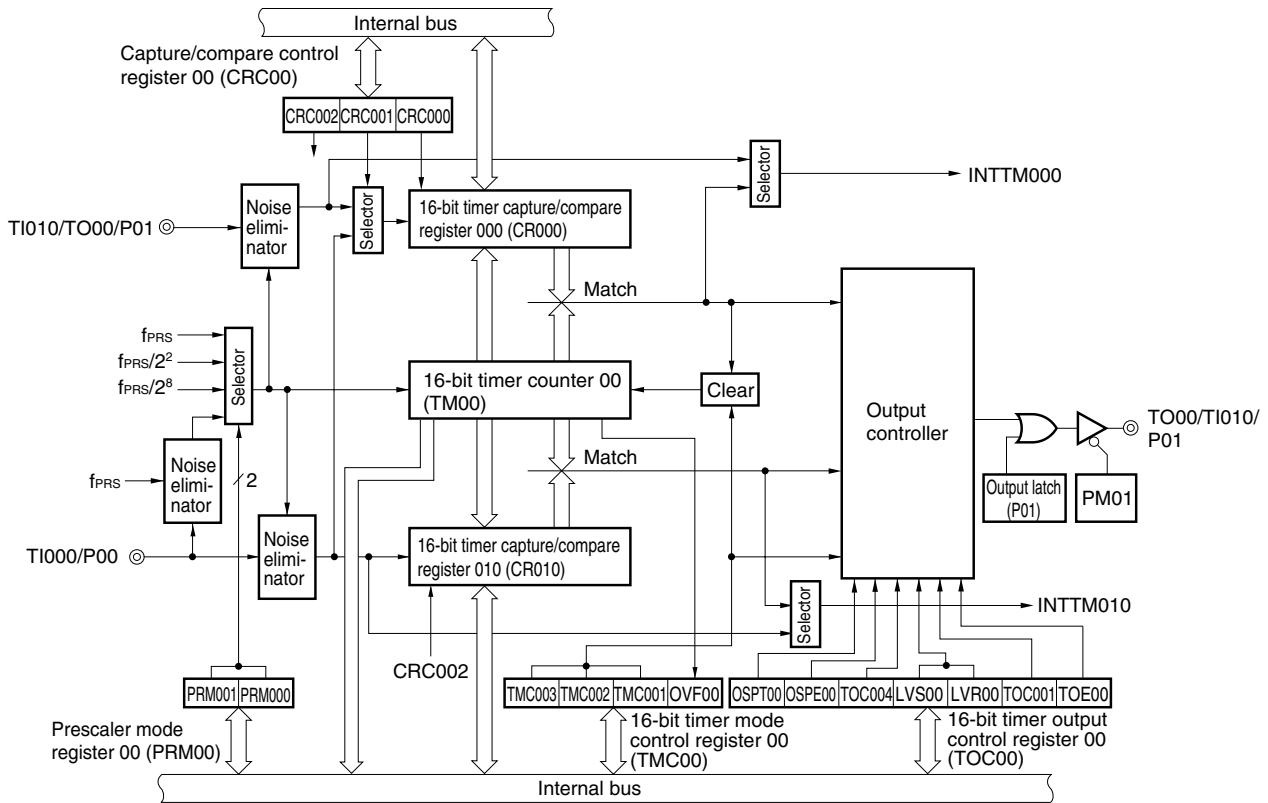 Internal bus
Capture/compare control
register 00 (CRC00)
CRC002 CRC001 CRC000
Selector
INTTM000
Noise
elimi-
nator
Selector
16-bit timer capture/compare
register 000 (CR000)
TI010/TO00/P01
Match
fPRS
fPRS/2²
fPRS/2⁸
Selector
16-bit timer counter 00
(TM00)
Clear
Output
controller
TO00/TI010/
P01
Match
fPRS
Noise
elimi-
nator
2
Output latch
(P01)
PM01
TI000/P00
Noise
elimi-
nator
16-bit timer capture/compare
register 010 (CR010)
Selector
INTTM010
CRC002
PRM001 PRM000
TMC003 TMC002 TMC001 OVF00
OSPT00 OSPE00 TOC004 LVS00 LVR00 TOC001 TOE00
Prescaler mode
register 00 (PRM00)
16-bit timer mode
control register 00
(TMC00)
16-bit timer output
control register 00
(TOC00)
Internal bus